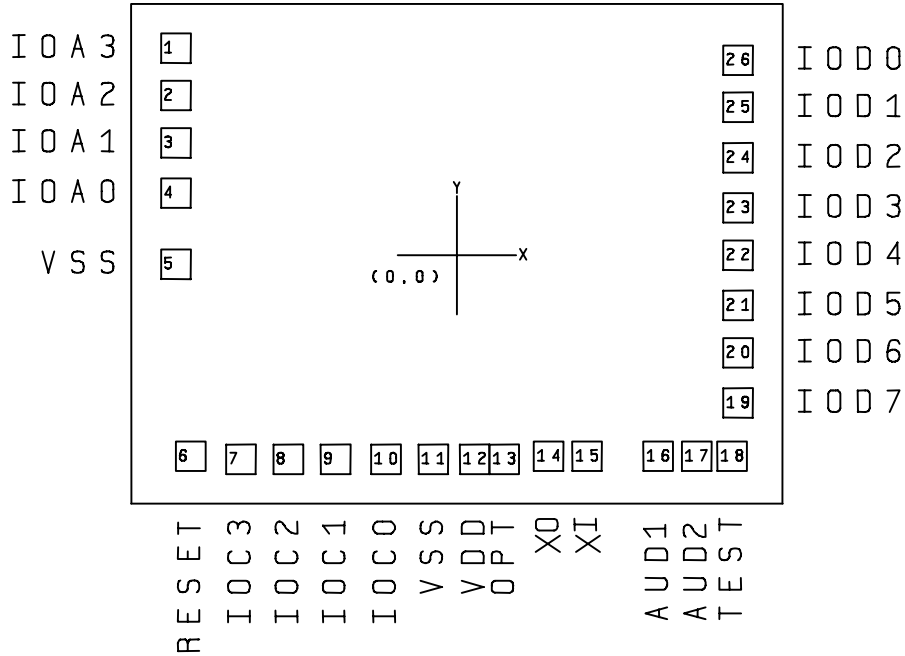 IOA3 1
26 IOD0
IOA2 2
25 IOD1
IOA1 3
24 IOD2
IOA0 4
23 IOD3
Y
X
(0,0)
VSS 5
22 IOD4
21 IOD5
20 IOD6
19 IOD7
6 7 8 9 10 11 12 13 14 15 16 17 18
RESET
IOC3
IOC2
IOC1
IOC0
VSS
VDD
OPT
XO
XI
AUD1
AUD2
TEST